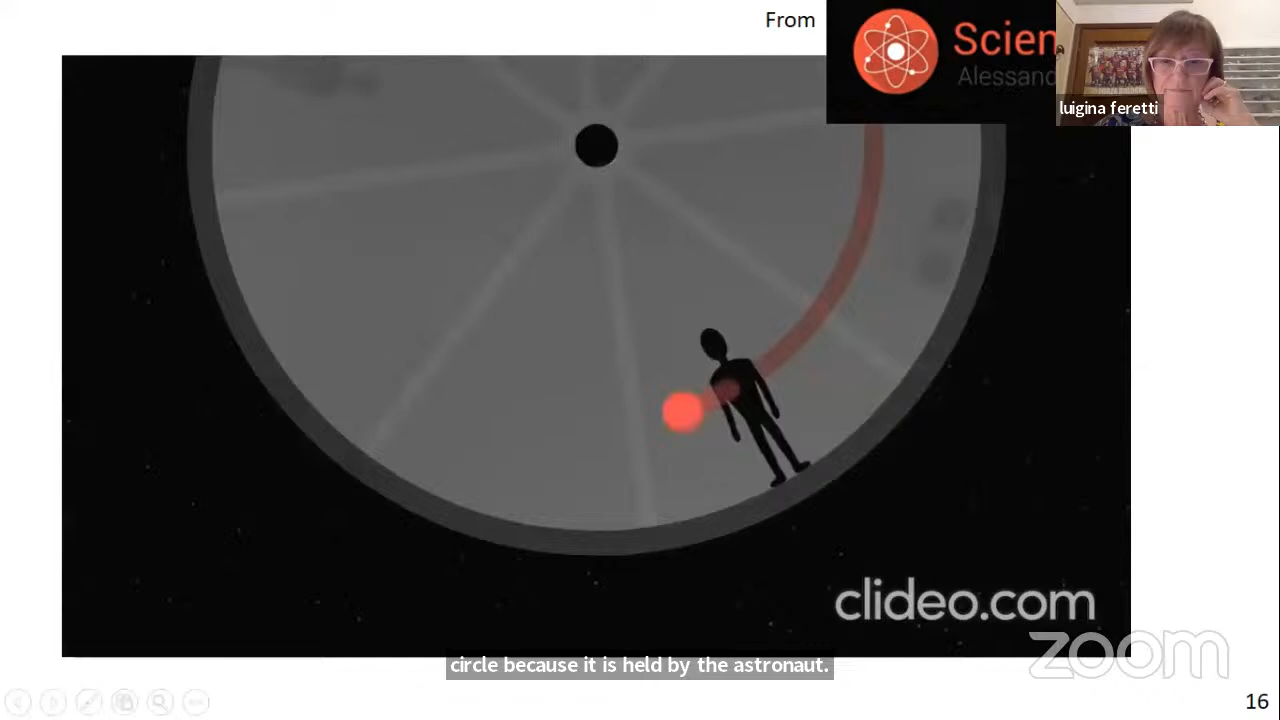 From
Scien
Alessand
luigina feretti
clideo.com
zoom
circle because it is held by the astronaut.
16